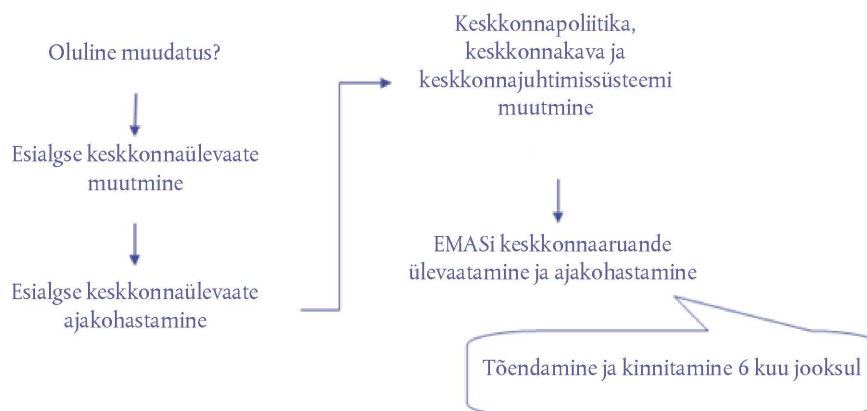 Oluline muudatus?
Esialgse keskkonnaülevaate
muutmine
Esialgse keskkonnaülevaate
ajakohastamine
Keskkonnapoliitika,
keskkonnakava ja
keskkonnajuhtimissüsteemi
muutmine
EMASi keskkonnaaruande
ülevaatamine ja ajakohastamine
Tõendamine ja kinnitamine 6 kuu jooksul